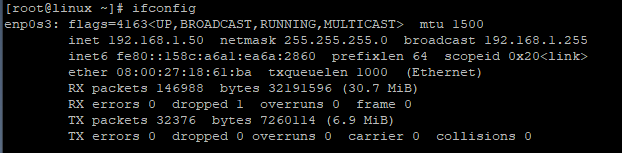 [root@linux ~]# ifconfig
enp0s3: flags=4163<UP,BROADCAST,RUNNING,MULTICAST>  mtu 1500
        inet 192.168.1.50  netmask 255.255.255.0  broadcast 192.168.1.255
        inet6 fe80::158c:a6a1:ea6a:2860  prefixlen 64  scopeid 0x20<link>
        ether 08:00:27:18:61:ba  txqueuelen 1000  (Ethernet)
        RX packets 146988  bytes 32191596 (30.7 MiB)
        RX errors 0  dropped 1  overruns 0  frame 0
        TX packets 32376  bytes 7260114 (6.9 MiB)
        TX errors 0  dropped 0 overruns 0  carrier 0  collisions 0